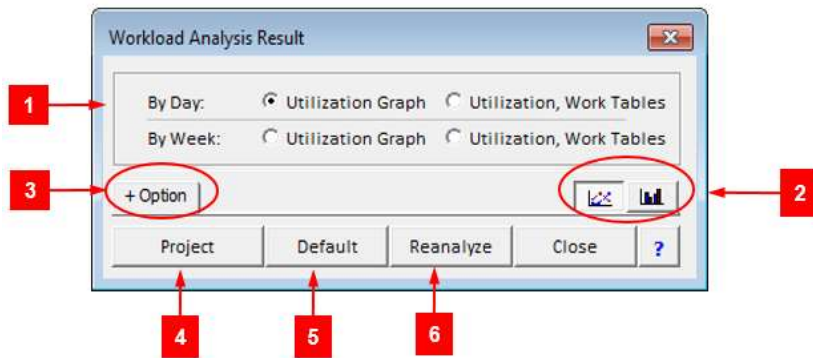 Workload Analysis Result
1
By Day: Utilization Graph Utilization, Work Tables
By Week: Utilization Graph Utilization, Work Tables
3
+ Option
2
Project Default Reanalyze Close ?
4
5
6